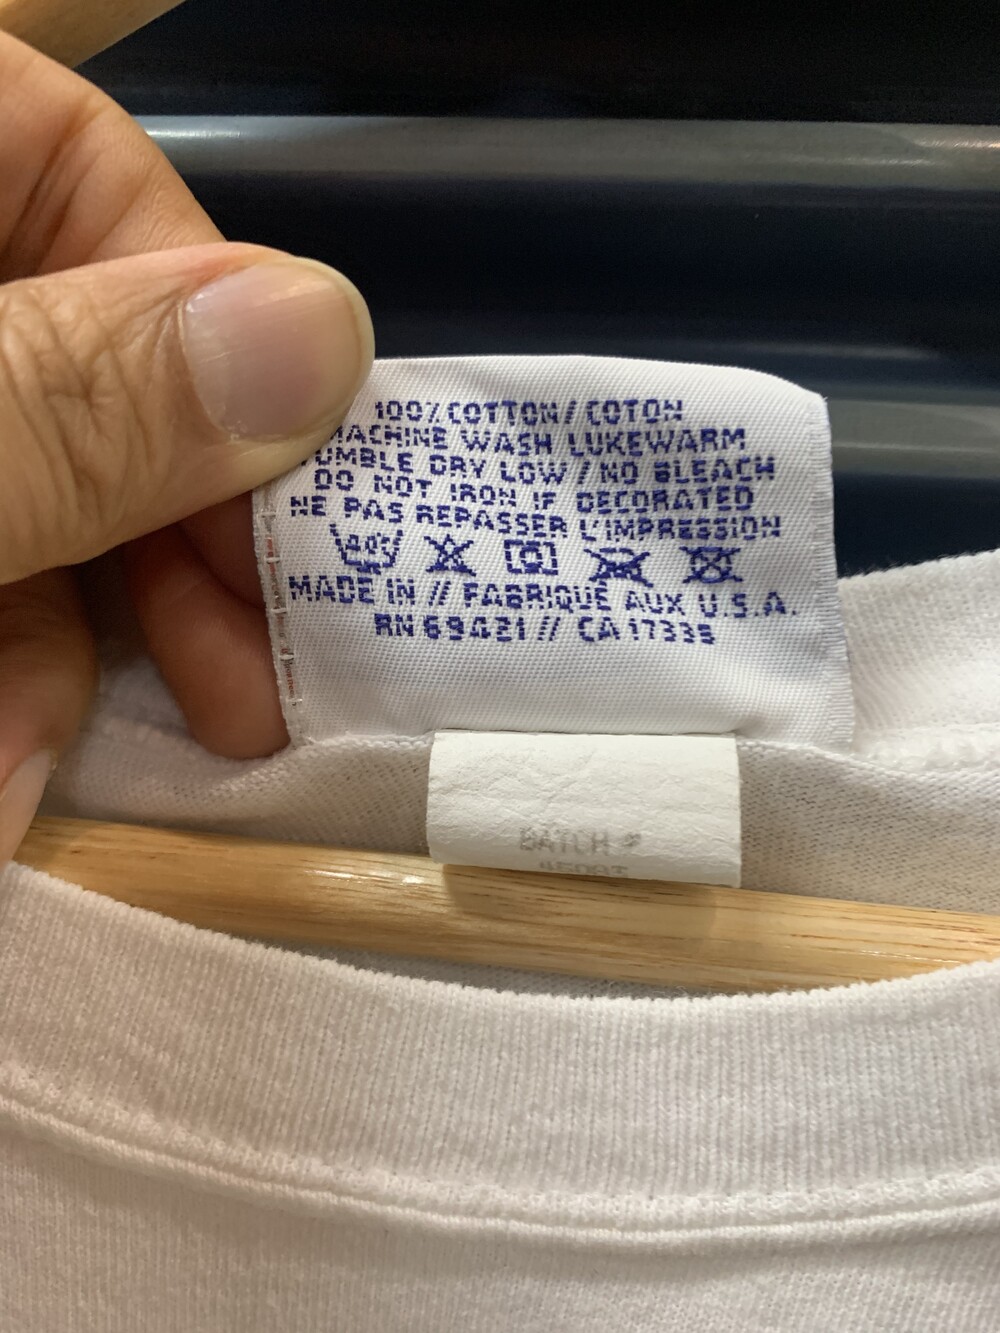 100% COTTON / COTON
MACHINE WASH LUKEWARM
TUMBLE DRY LOW / NO BLEACH
DO NOT IRON IF DECORATED
NE PAS REPASSER L'IMPRESSION
40°
MADE IN // FABRIQUE AUX U.S.A.
RN 69421 // CA 17335
BATCH #